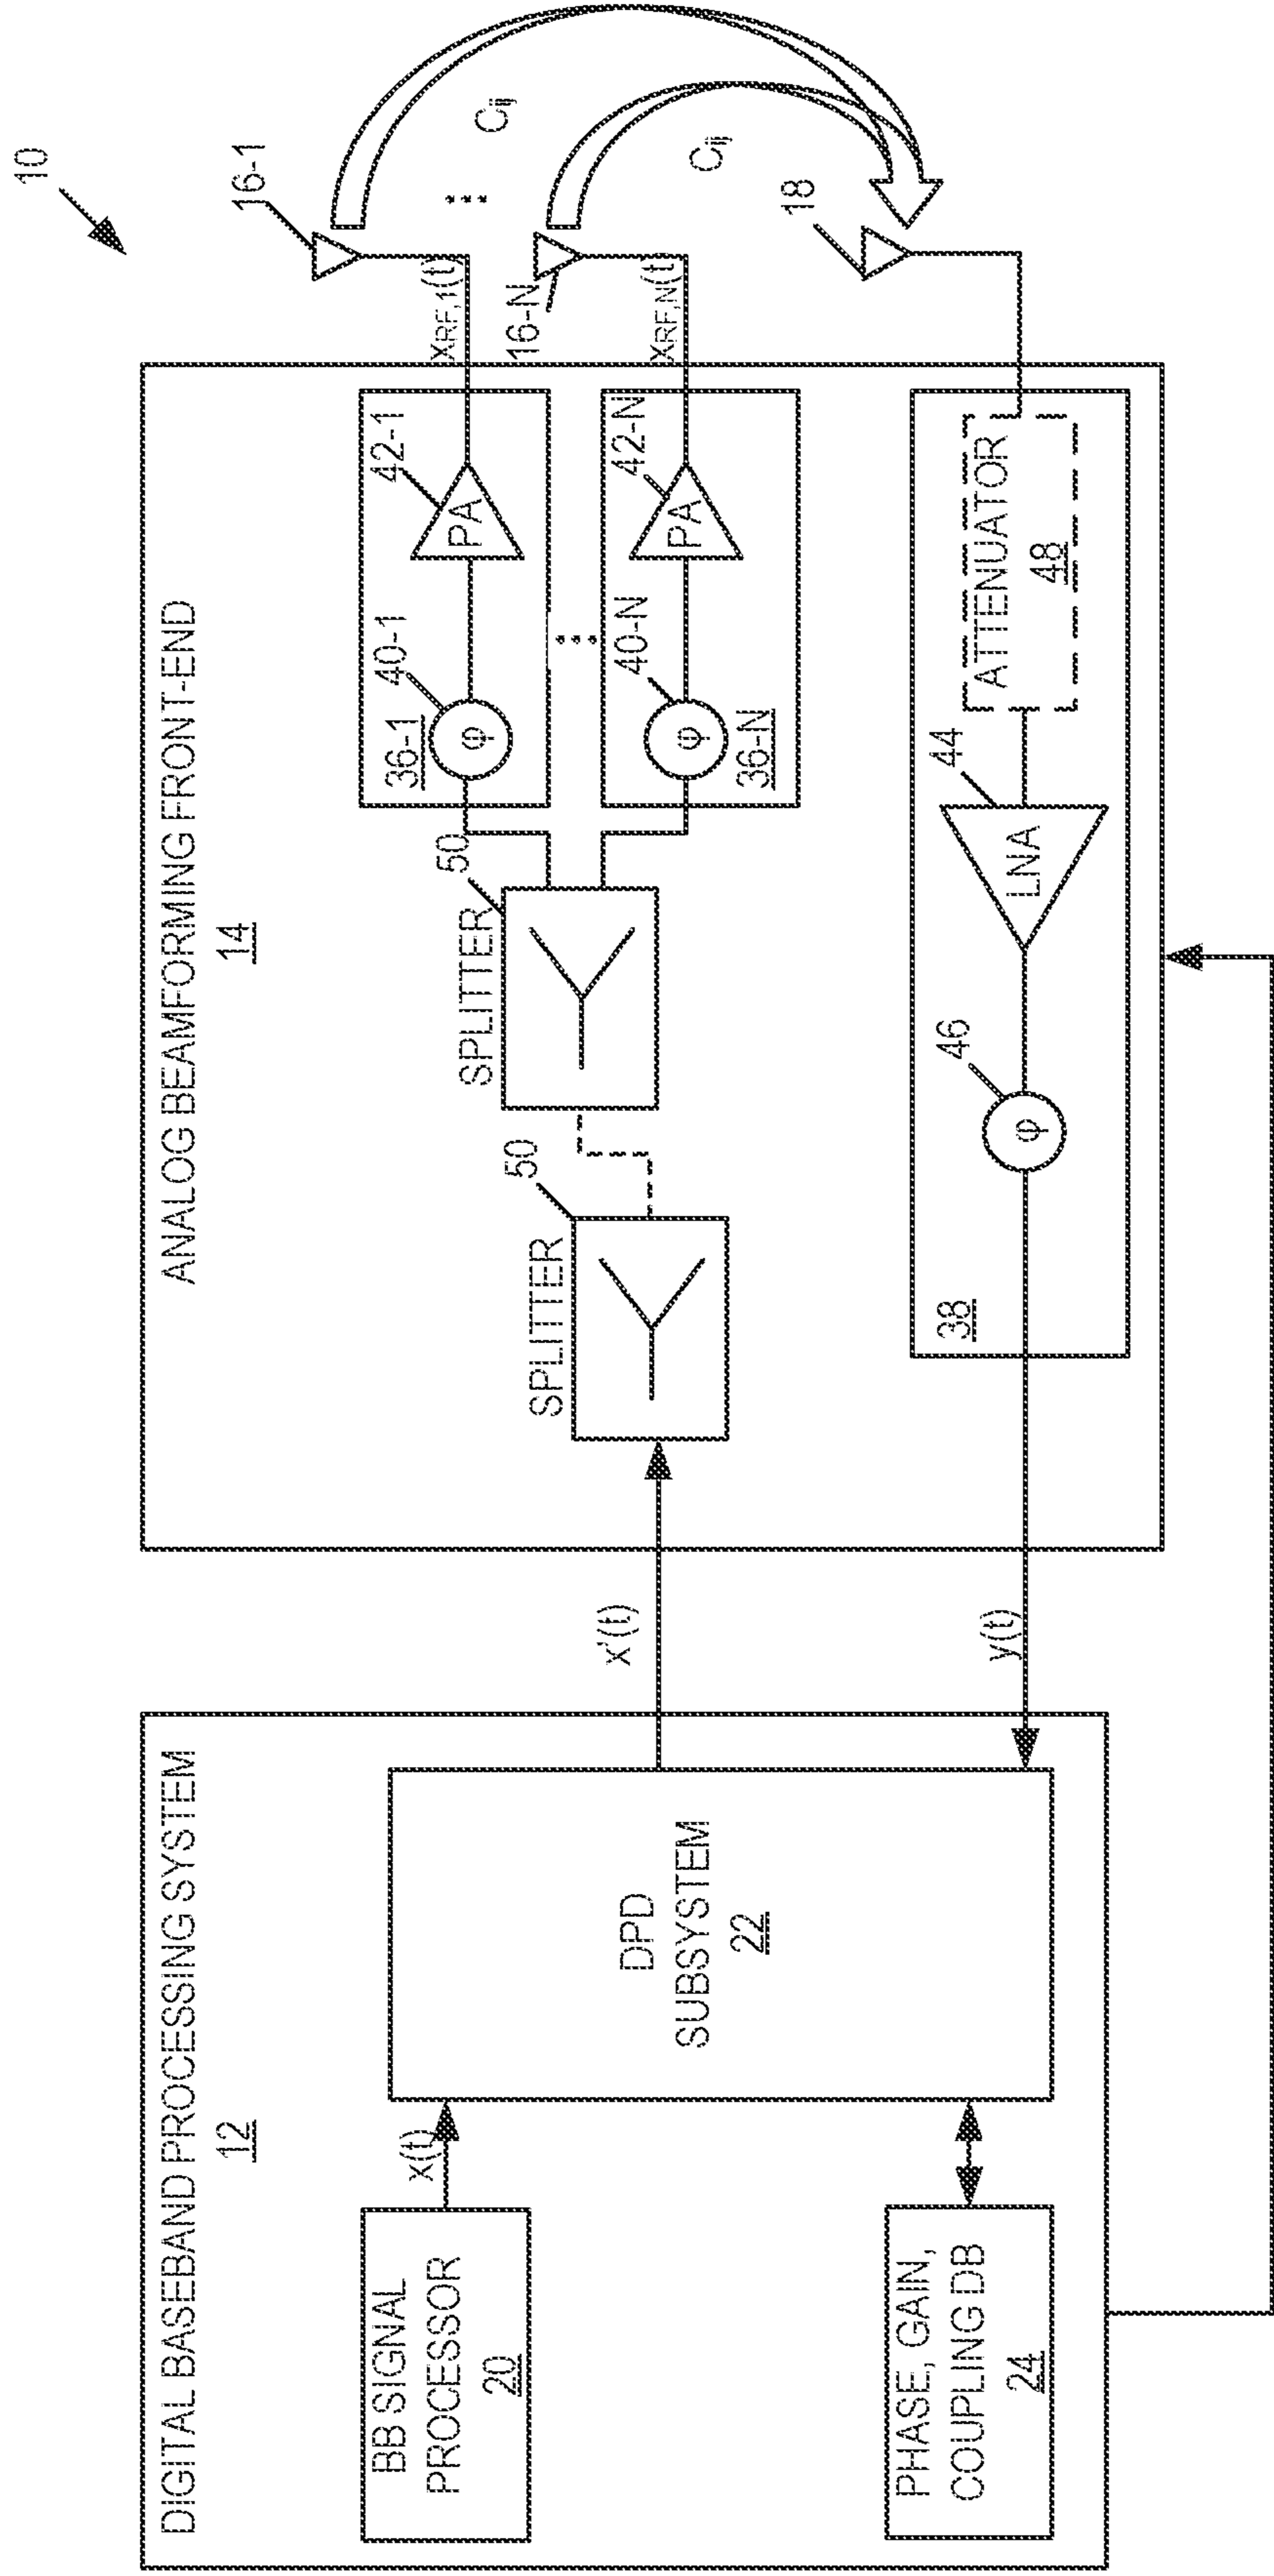 10
DIGITAL BASEBAND PROCESSING SYSTEM
12
BB SIGNAL
PROCESSOR
20
x(t)
DPD
SUBSYSTEM
22
PHASE, GAIN,
COUPLING DB
24
x'(t)
y(t)
ANALOG BEAMFORMING FRONT-END
14
SPLITTER
50
SPLITTER
50
36-1
φ
40-1
PA
42-1
XRF,1(t)
16-1
Cij
36-N
φ
40-N
PA
42-N
XRF,N(t
16-N
Cij
38
φ
46
LNA
44
ATTENUATOR
48
18